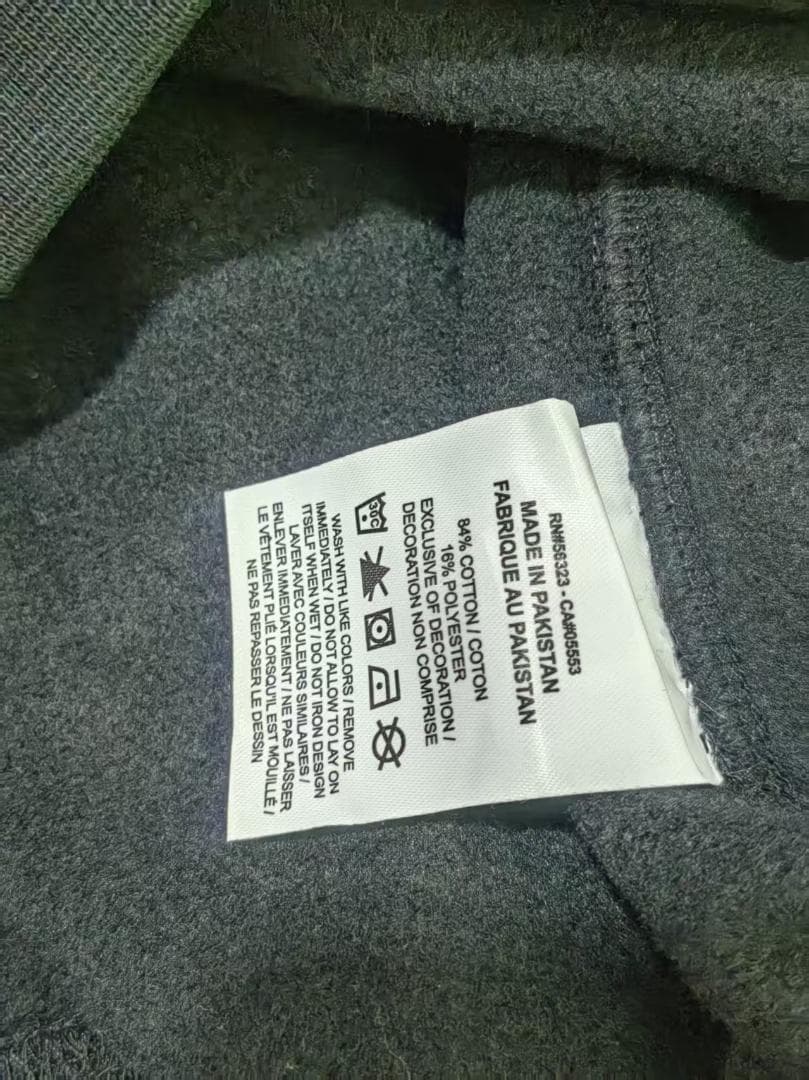 RN#56323 - CA#05553
MADE IN PAKISTAN
FABRIQUE AU PAKISTAN
84% COTTON / COTON
16% POLYESTER
EXCLUSIVE OF DECORATION /
DECORATION NON COMPRISE
30C
WASH WITH LIKE COLORS / REMOVE
IMMEDIATELY / DO NOT ALLOW TO LAY ON
ITSELF WHEN WET / DO NOT IRON DESIGN
LAVER AVEC COULEURS SIMILAIRES /
ENLEVER IMMEDIATEMENT / NE PAS LAISSER
LE VÊTEMENT PLIÉ LORSQU'IL EST MOUILLÉ /
NE PAS REPASSER LE DESSIN